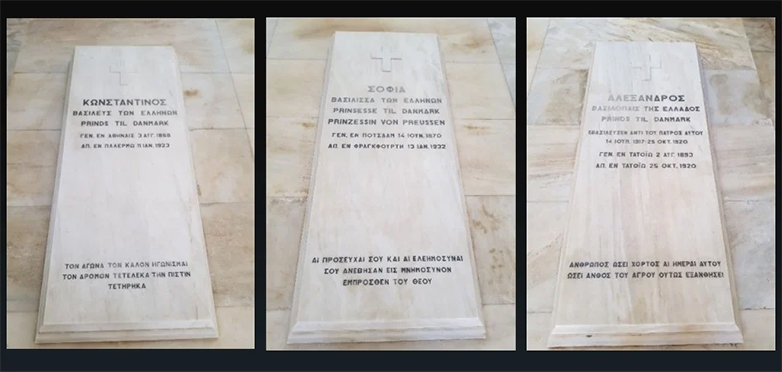 ΚΩΝΣΤΑΝΤΙΝΟΣ
ΒΑΣΙΛΕΥΣ ΤΩΝ ΕΛΛΗΝΩΝ
PRINDS TIL DANMARK
ΓΕΝ. ΕΝ ΑΘΗΝΑΙΣ 3 ΑΥΓ. 1868
ΑΠ. ΕΝ ΠΑΛΕΡΜΩ 11 ΙΑΝ. 1923
ΤΟΝ ΑΓΩΝΑ ΤΟΝ ΚΑΛΟΝ ΗΓΩΝΙΣΜΑΙ
ΤΟΝ ΔΡΟΜΟΝ ΤΕΤΕΛΕΚΑ ΤΗΝ ΠΙΣΤΙΝ
ΤΕΤΗΡΗΚΑ
ΣΟΦΙΑ
ΒΑΣΙΛΙΣΣΑ ΤΩΝ ΕΛΛΗΝΩΝ
PRINSESSE TIL DANMARK
PRINZESSIN VON PREUSSEN
ΓΕΝ. ΕΝ ΠΟΤΣΔΑΜ 14 ΙΟΥΝ. 1870
ΑΠ. ΕΝ ΦΡΑΓΚΦΟΥΡΤΗ 13 ΙΑΝ. 1932
ΑΙ ΠΡΟΣΕΥΧΑΙ ΣΟΥ ΚΑΙ ΑΙ ΕΛΕΗΜΟΣΥΝΑΙ
ΣΟΥ ΑΝΕΒΗΣΑΝ ΕΙΣ ΜΝΗΜΟΣΥΝΟΝ
ΕΜΠΡΟΣΘΕΝ ΤΟΥ ΘΕΟΥ
ΑΛΕΞΑΝΔΡΟΣ
ΒΑΣΙΛΟΠΑΙΣ ΤΗΣ ΕΛΛΑΔΟΣ
PRINDS TIL DANMARK
ΕΒΑΣΙΛΕΥΣΕΝ ΑΝΤΙ ΤΟΥ ΠΑΤΡΟΣ ΑΥΤΟΥ
14 ΙΟΥΝ. 1917-25 ΟΚΤ. 1920
ΓΕΝ. ΕΝ ΤΑΤΟΪΩ 2 ΑΥΓ. 1893
ΑΠ. ΕΝ ΤΑΤΟΪΩ 25 ΟΚΤ. 1920
ΑΝΘΡΩΠΟΣ ΩΣΕΙ ΧΟΡΤΟΣ ΑΙ ΗΜΕΡΑΙ ΑΥΤΟΥ
ΩΣΕΙ ΑΝΘΟΣ ΤΟΥ ΑΓΡΟΥ ΟΥΤΩΣ ΕΞΑΝΘΗΣΕΙ